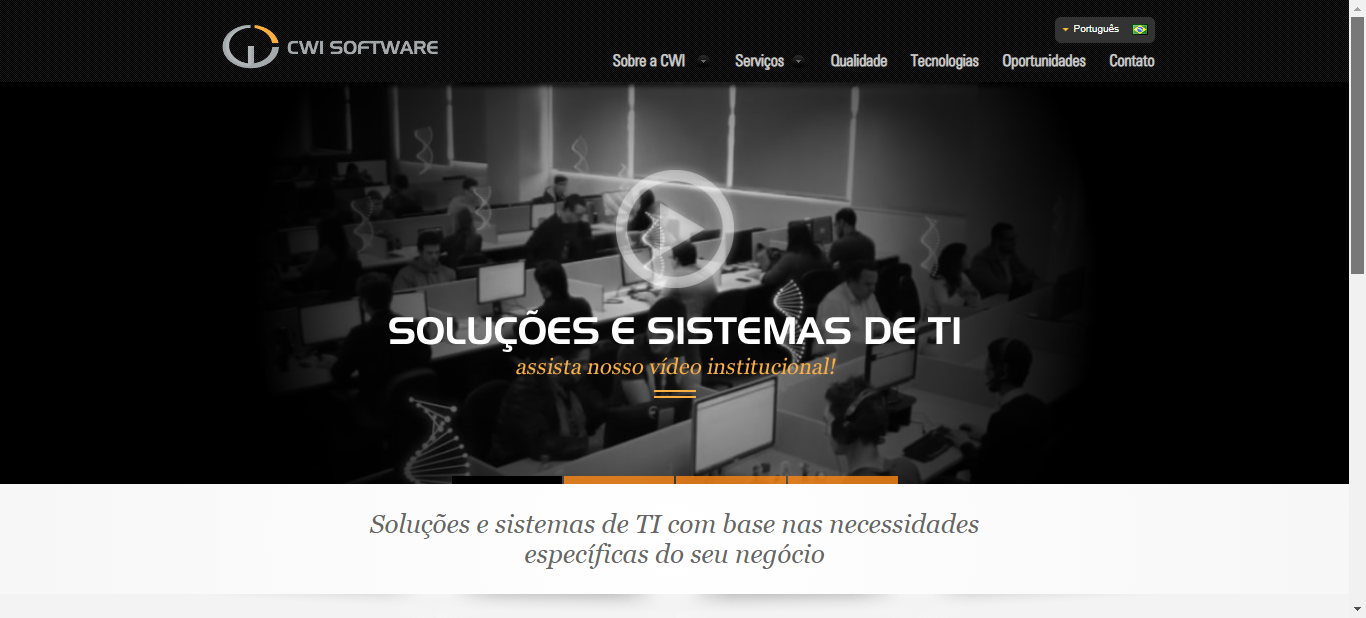 CWI SOFTWARE
Português
Sobre a CWI
Serviços
Qualidade
Tecnologias
Oportunidades
Contato
SOLUÇÕES E SISTEMAS DE TI
assista nosso vídeo institucional!
Soluções e sistemas de TI com base nas necessidades
específicas do seu negócio